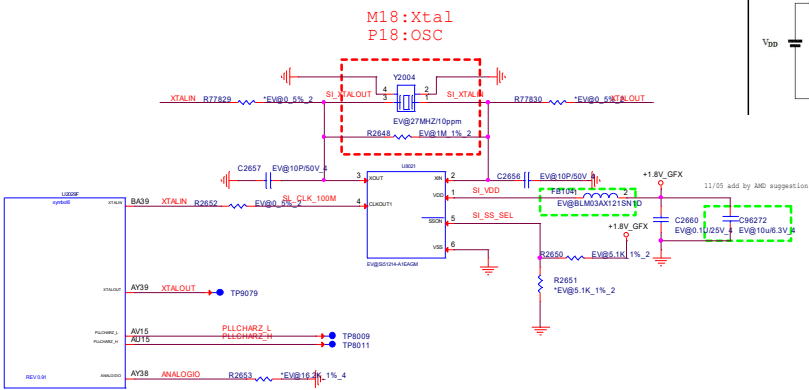 M18:Xtal
P18:OSC
VDD
Y2004
4
2
3
1
SI_XTALOUT
SI_XTALIN
XTALIN
R77829
*EV@0_5%_2
R77830
*EV@0_5%_2
XTALOUT
EV@27MHZ/10ppm
R2648
EV@1M_1%_2
C2657
EV@10P/50V_4
U8021
C2656
EV@10P/50V_4
3
XOUT
XIN
2
VDD
1
SI_VDD
FB1041
2
EV@BLM03AX121SN1D
+1.8V_GFX
11/05 add by AMD suggestion
4
CLKOUT1
SSON
5
SI_SS_SEL
VSS
6
EV@SI51214-A1EAGM
C2660
EV@0.1U/25V_4
C96272
EV@10u/6.3V_4
+1.8V_GFX
R2650
EV@5.1K_1%_2
R2651
*EV@5.1K_1%_2
U2029F
symbol6
XTALIN
BA39
XTALIN
R2652
EV@0_5%_2
SI_CLK_100M
XTALOUT
AY39
XTALOUT
TP9079
PLLCHARZ_L
AV15
PLLCHARZ_L
TP8009
PLLCHARZ_H
AU15
PLLCHARZ_H
TP8011
ANALOGIO
AY38
ANALOGIO
R2653
*EV@16.2K_1%_4
REV 0.91